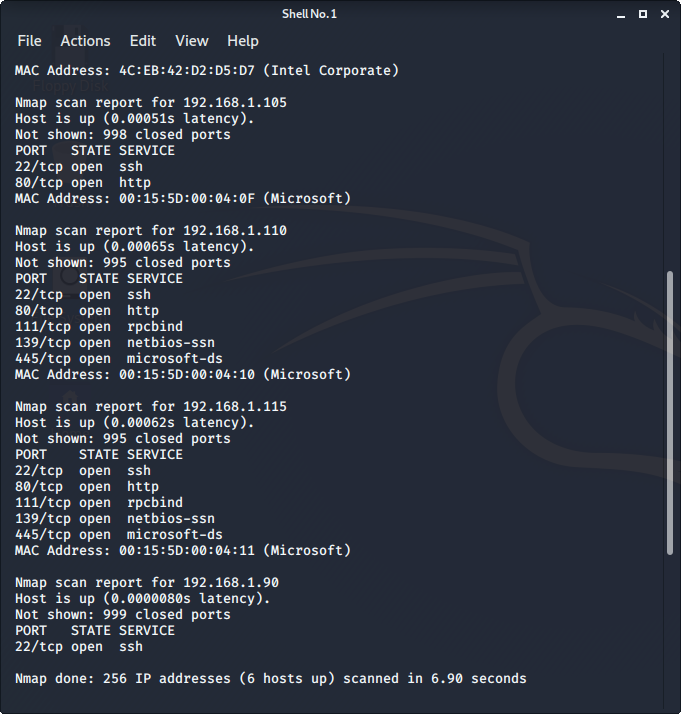 Shell No. 1
File Actions Edit View Help
MAC Address: 4C:EB:42:D2:D5:D7 (Intel Corporate)
Nmap scan report for 192.168.1.105
Host is up (0.00051s latency).
Not shown: 998 closed ports
PORT   STATE SERVICE
22/tcp open  ssh
80/tcp open  http
MAC Address: 00:15:5D:00:04:0F (Microsoft)
Nmap scan report for 192.168.1.110
Host is up (0.00065s latency).
Not shown: 995 closed ports
PORT    STATE SERVICE
22/tcp  open  ssh
80/tcp  open  http
111/tcp open  rpcbind
139/tcp open  netbios-ssn
445/tcp open  microsoft-ds
MAC Address: 00:15:5D:00:04:10 (Microsoft)
Nmap scan report for 192.168.1.115
Host is up (0.00062s latency).
Not shown: 995 closed ports
PORT    STATE SERVICE
22/tcp  open  ssh
80/tcp  open  http
111/tcp open  rpcbind
139/tcp open  netbios-ssn
445/tcp open  microsoft-ds
MAC Address: 00:15:5D:00:04:11 (Microsoft)
Nmap scan report for 192.168.1.90
Host is up (0.0000080s latency).
Not shown: 999 closed ports
PORT   STATE SERVICE
22/tcp open  ssh
Nmap done: 256 IP addresses (6 hosts up) scanned in 6.90 seconds